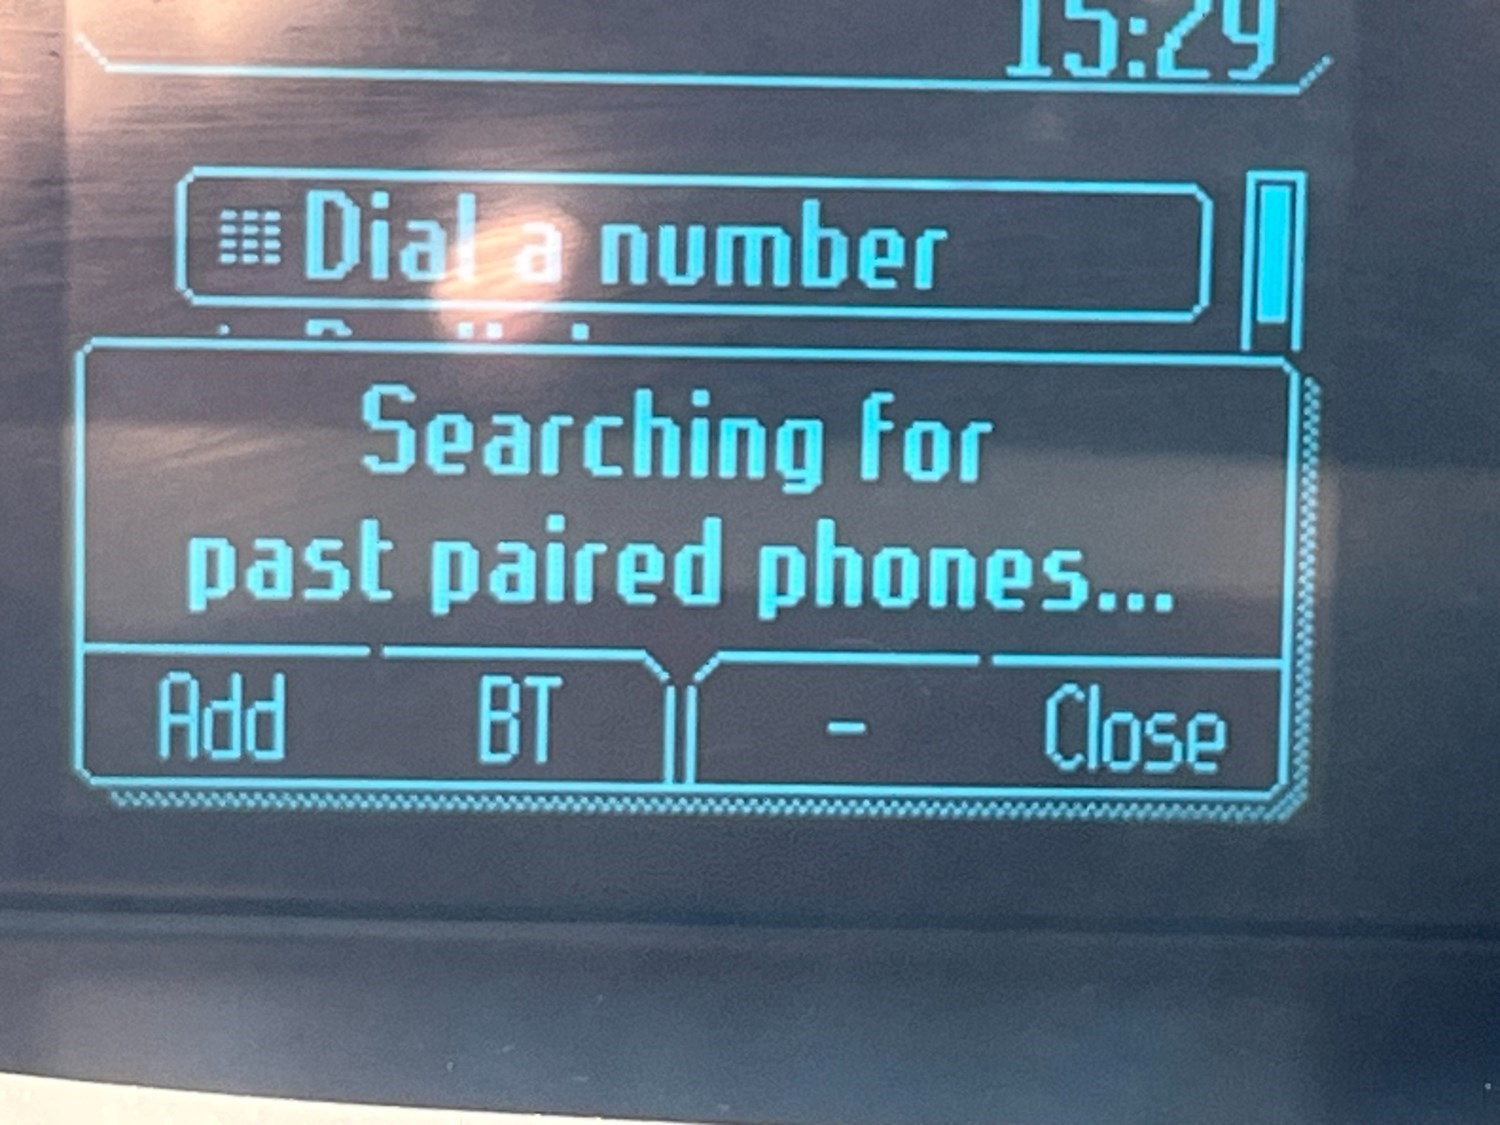 15:29
Dial a number
Searching for
past paired phones...
Add BT - Close